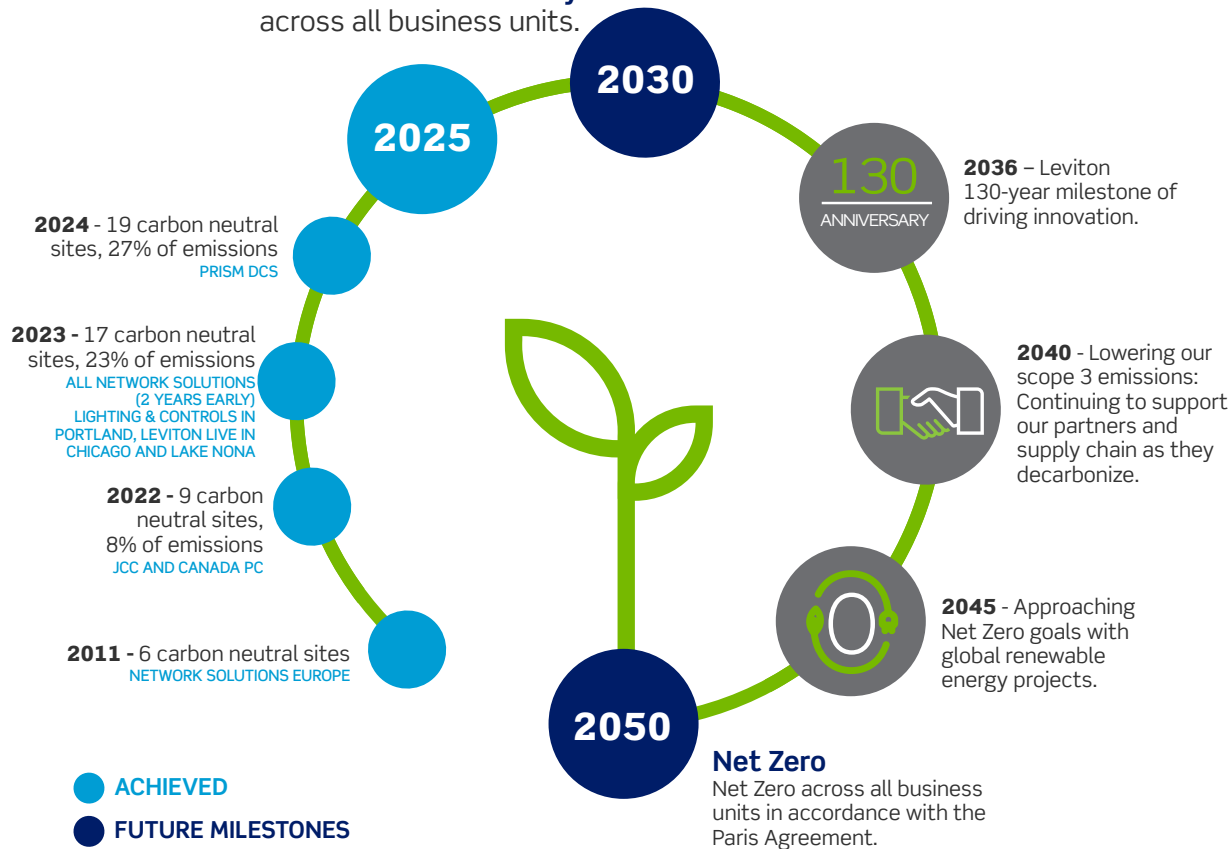 across all business units.
2030
2025
130
ANNIVERSARY
2036 – Leviton
130-year milestone of
driving innovation.
2024 - 19 carbon neutral
sites, 27% of emissions
PRISM DCS
2023 - 17 carbon neutral
sites, 23% of emissions
ALL NETWORK SOLUTIONS
(2 YEARS EARLY)
LIGHTING & CONTROLS IN
PORTLAND, LEVITON LIVE IN
CHICAGO AND LAKE NONA
2040 - Lowering our
scope 3 emissions:
Continuing to support
our partners and
supply chain as they
decarbonize.
2022 - 9 carbon
neutral sites,
8% of emissions
JCC AND CANADA PC
2045 - Approaching
Net Zero goals with
global renewable
energy projects.
0
2011 - 6 carbon neutral sites
NETWORK SOLUTIONS EUROPE
2050
Net Zero
Net Zero across all business
units in accordance with the
Paris Agreement.
ACHIEVED
FUTURE MILESTONES